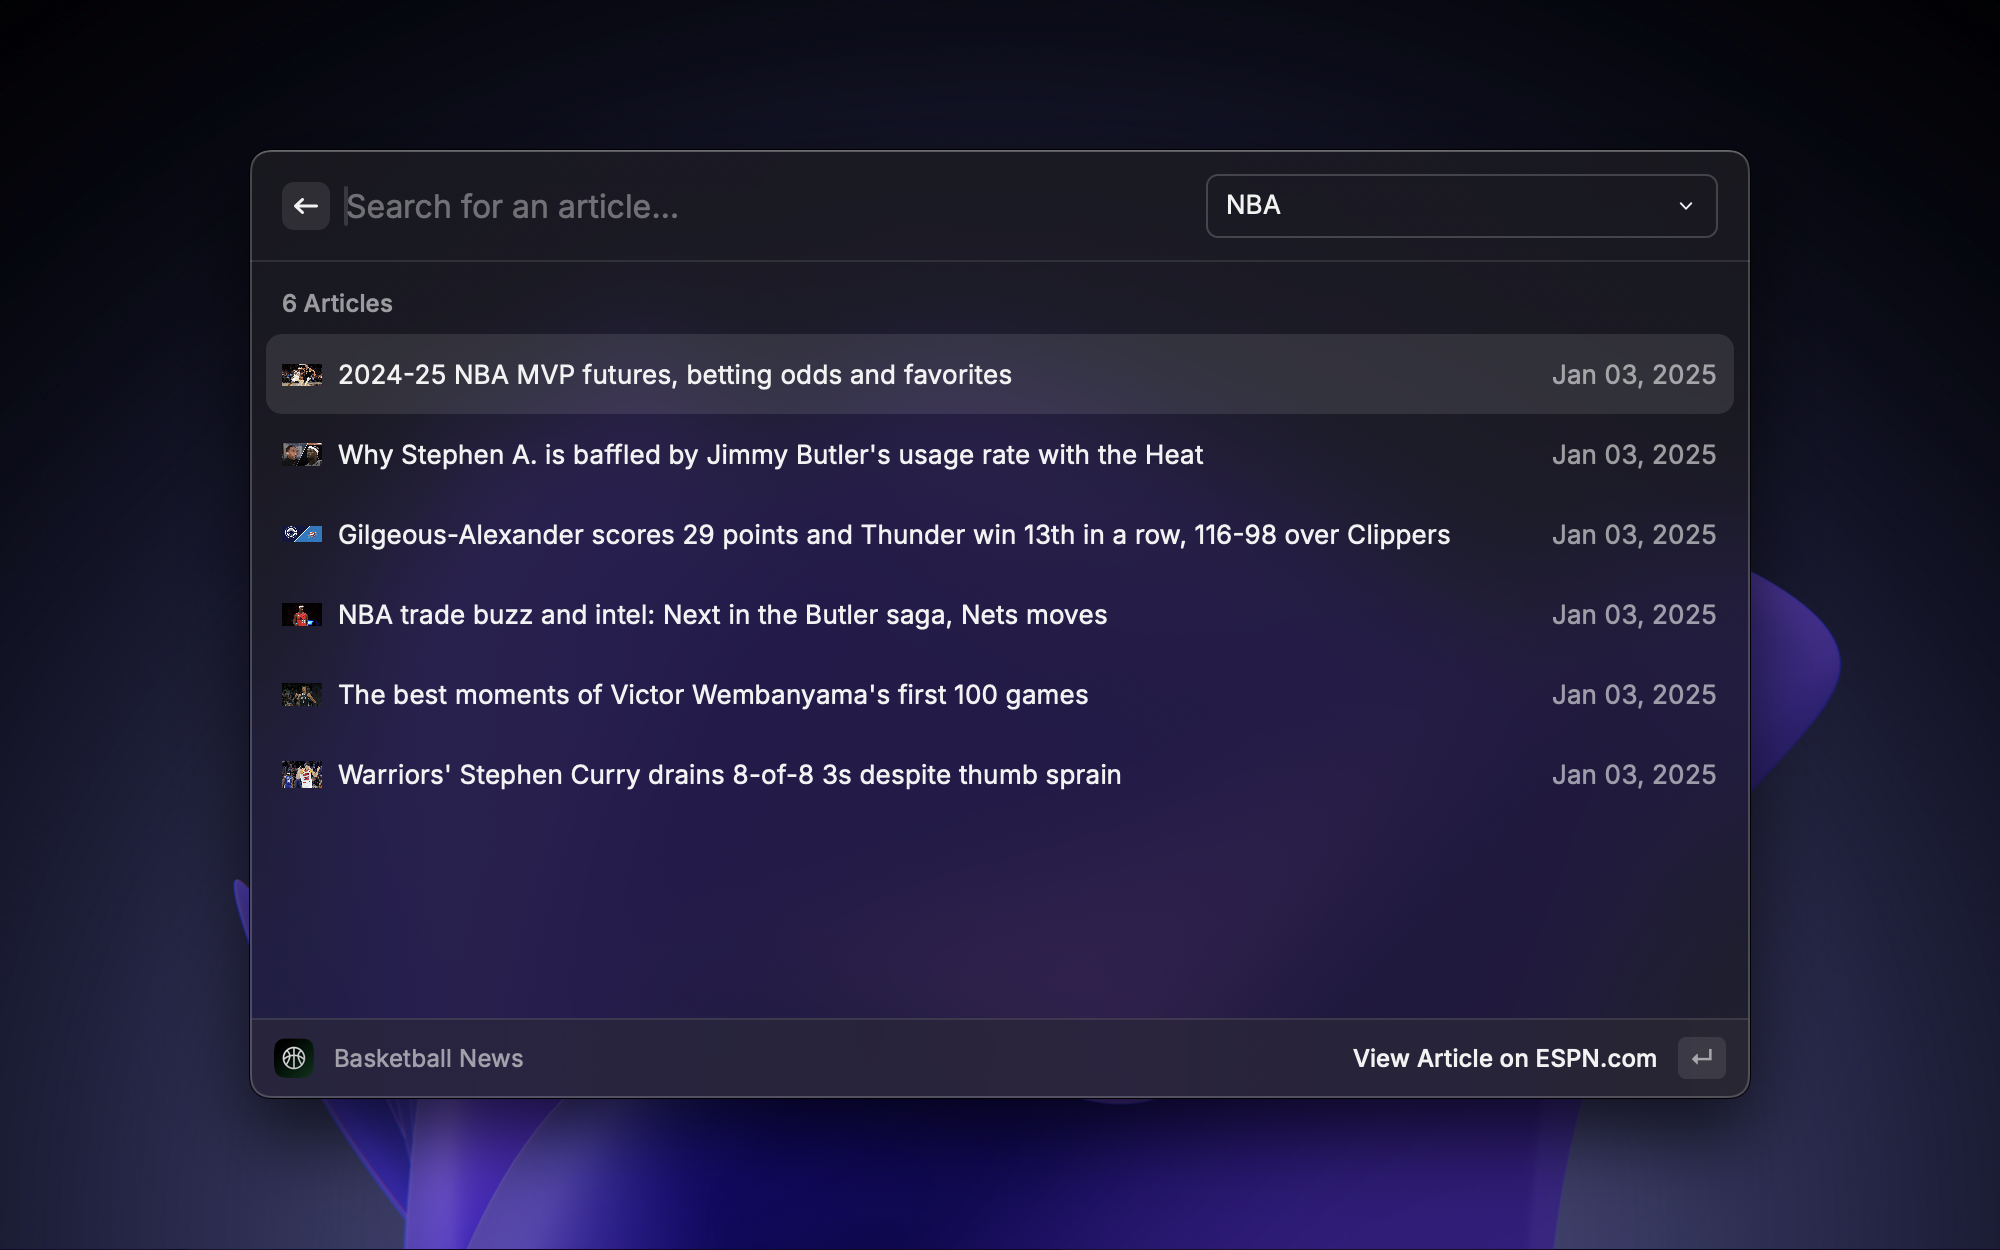 Search for an article...
NBA
6 Articles
2024-25 NBA MVP futures, betting odds and favorites Jan 03, 2025
Why Stephen A. is baffled by Jimmy Butler's usage rate with the Heat Jan 03, 2025
Gilgeous-Alexander scores 29 points and Thunder win 13th in a row, 116-98 over Clippers Jan 03, 2025
NBA trade buzz and intel: Next in the Butler saga, Nets moves Jan 03, 2025
The best moments of Victor Wembanyama's first 100 games Jan 03, 2025
Warriors' Stephen Curry drains 8-of-8 3s despite thumb sprain Jan 03, 2025
Basketball News
View Article on ESPN.com